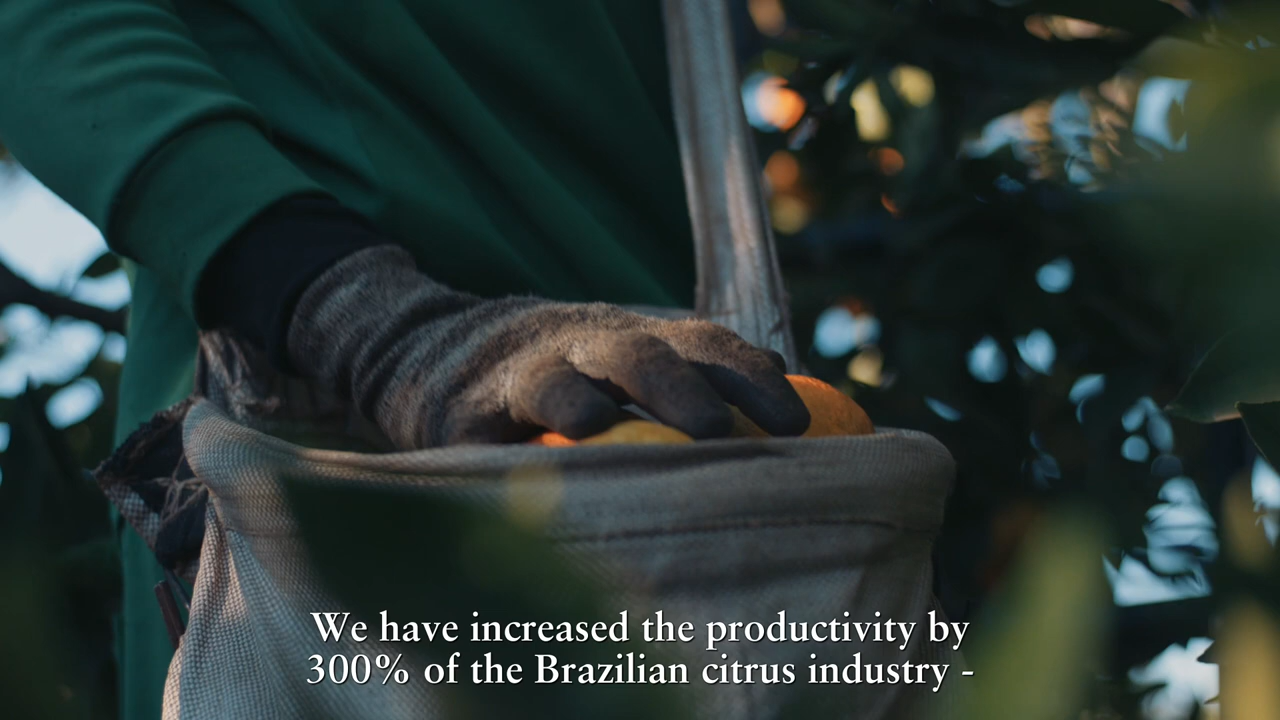 We have increased the productivity by
300% of the Brazilian citrus industry -